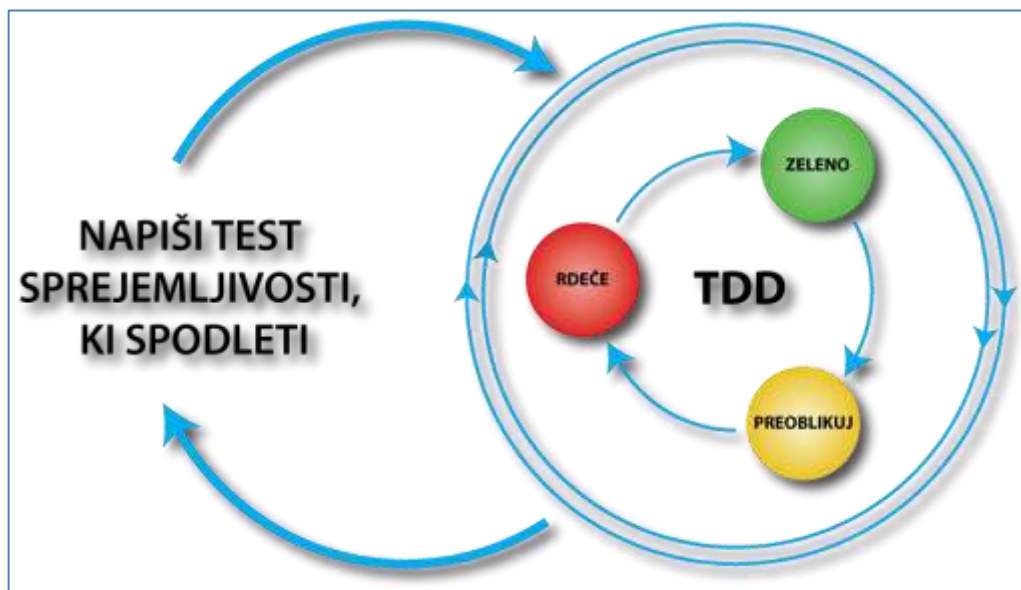 NAPIŠI TEST
SPREJEMLJIVOSTI,
KI SPODLETI
ZELENO
RDEČE
TDD
PREOBLIKUJ